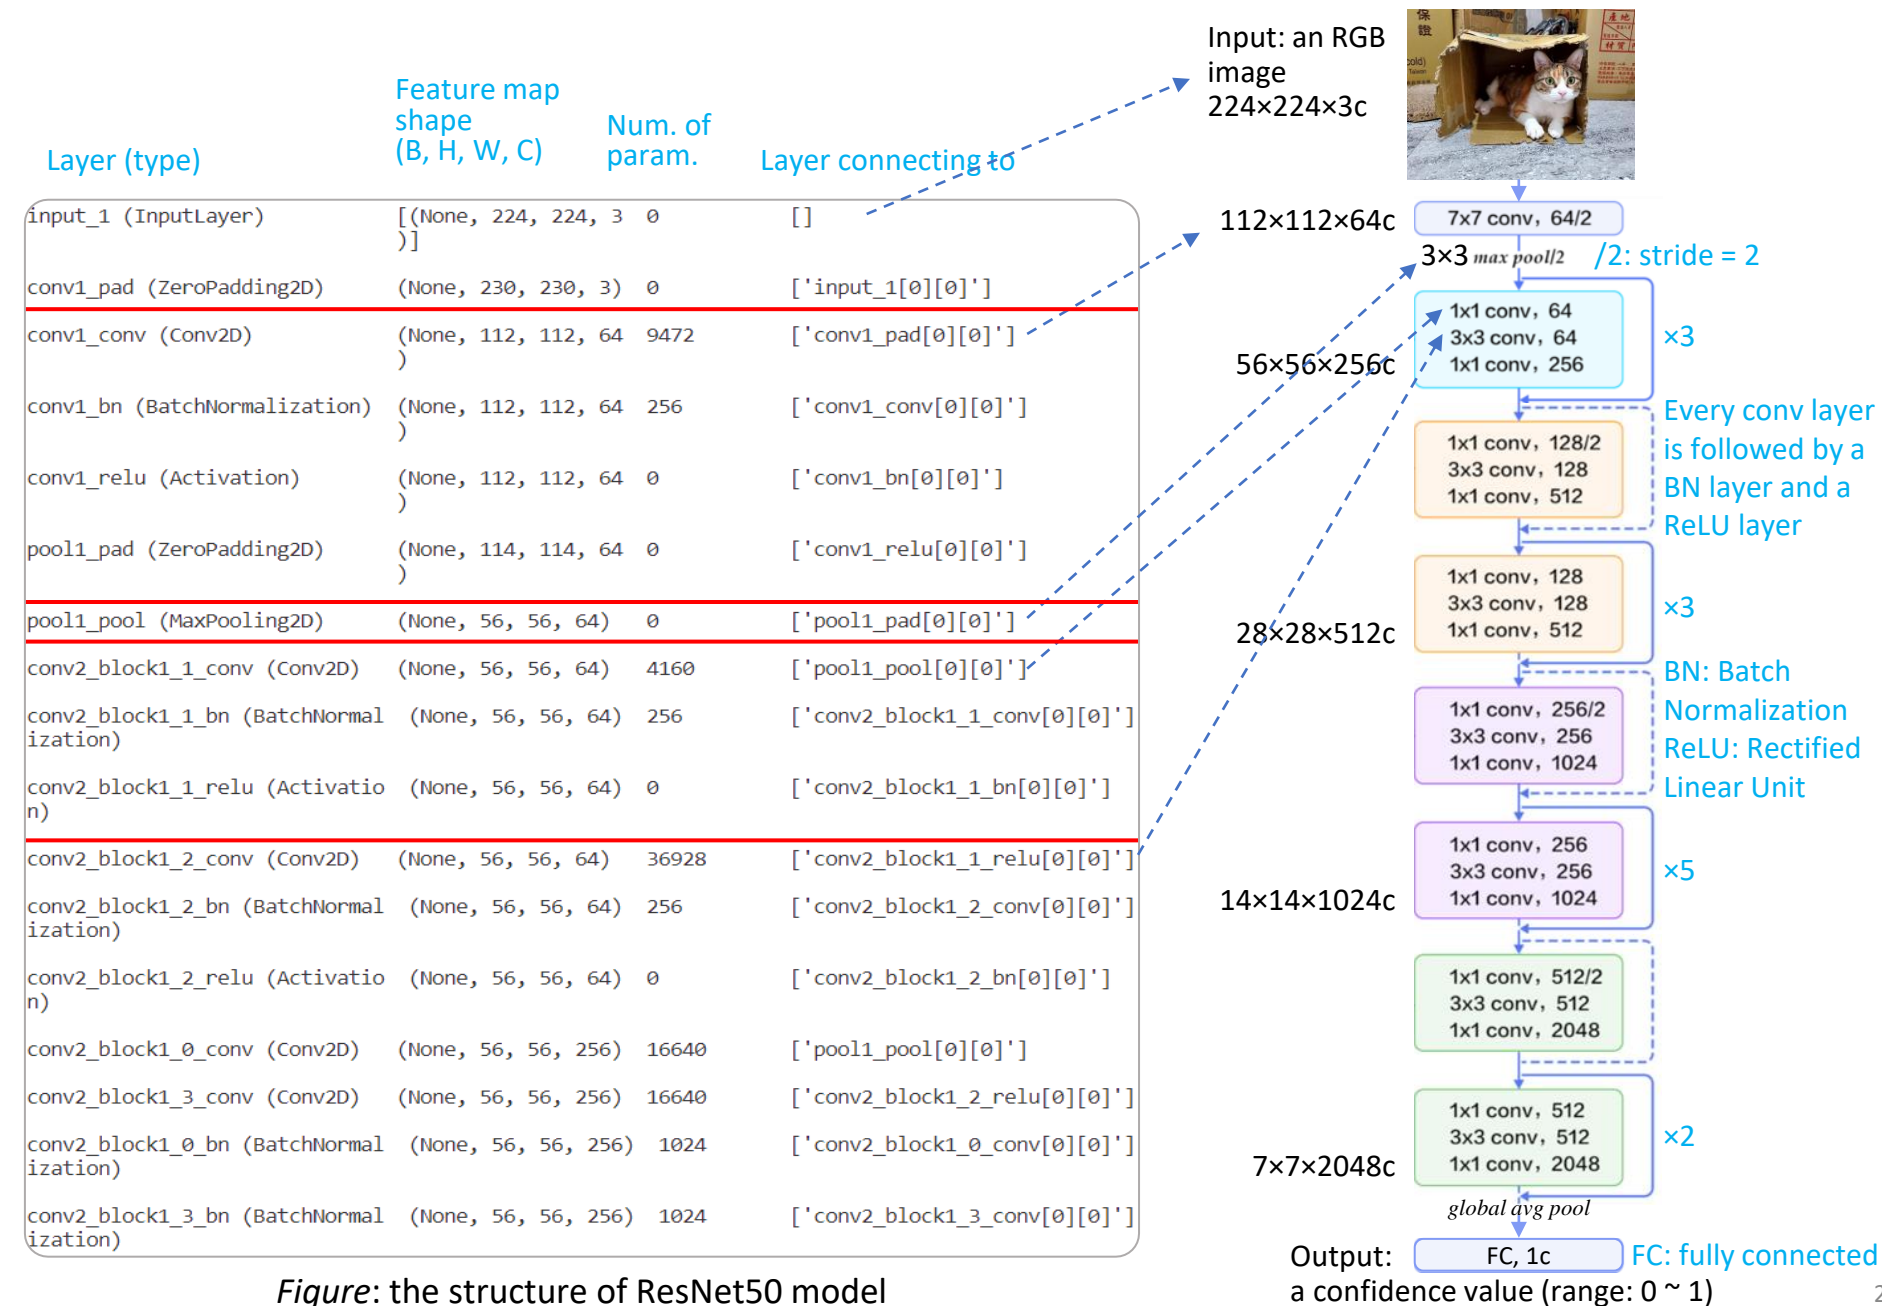 Input: an RGB
image
224×224×3c
保
證
產地
材質
cold)
Taiwan
Layer (type)
Feature map
shape
(B, H, W, C)
Num. of
param.
Layer connecting to
input_1 (InputLayer) [(None, 224, 224, 3 0 []
)]
conv1_pad (ZeroPadding2D) (None, 230, 230, 3) 0 ['input_1[0][0]']
conv1_conv (Conv2D) (None, 112, 112, 64 9472 ['conv1_pad[0][0]']
)
conv1_bn (BatchNormalization) (None, 112, 112, 64 256 ['conv1_conv[0][0]']
)
conv1_relu (Activation) (None, 112, 112, 64 0 ['conv1_bn[0][0]']
)
pool1_pad (ZeroPadding2D) (None, 114, 114, 64 0 ['conv1_relu[0][0]']
)
pool1_pool (MaxPooling2D) (None, 56, 56, 64) 0 ['pool1_pad[0][0]']
conv2_block1_1_conv (Conv2D) (None, 56, 56, 64) 4160 ['pool1_pool[0][0]']
conv2_block1_1_bn (BatchNormal (None, 56, 56, 64) 256 ['conv2_block1_1_conv[0][0]']
ization)
conv2_block1_1_relu (Activatio (None, 56, 56, 64) 0 ['conv2_block1_1_bn[0][0]']
n)
conv2_block1_2_conv (Conv2D) (None, 56, 56, 64) 36928 ['conv2_block1_1_relu[0][0]']
conv2_block1_2_bn (BatchNormal (None, 56, 56, 64) 256 ['conv2_block1_2_conv[0][0]']
ization)
conv2_block1_2_relu (Activatio (None, 56, 56, 64) 0 ['conv2_block1_2_bn[0][0]']
n)
conv2_block1_0_conv (Conv2D) (None, 56, 56, 256) 16640 ['pool1_pool[0][0]']
conv2_block1_3_conv (Conv2D) (None, 56, 56, 256) 16640 ['conv2_block1_2_relu[0][0]']
conv2_block1_0_bn (BatchNormal (None, 56, 56, 256) 1024 ['conv2_block1_0_conv[0][0]']
ization)
conv2_block1_3_bn (BatchNormal (None, 56, 56, 256) 1024 ['conv2_block1_3_conv[0][0]']
ization)
Figure: the structure of ResNet50 model
112×112×64c
7x7 conv, 64/2
3×3 max pool/2
/2: stride = 2
1x1 conv, 64
3x3 conv, 64
1x1 conv, 256
×3
56×56×256c
Every conv layer
is followed by a
BN layer and a
ReLU layer
1x1 conv, 128/2
3x3 conv, 128
1x1 conv, 512
1x1 conv, 128
3x3 conv, 128
1x1 conv, 512
×3
28×28×512c
BN: Batch
Normalization
ReLU: Rectified
Linear Unit
1x1 conv, 256/2
3x3 conv, 256
1x1 conv, 1024
1x1 conv, 256
3x3 conv, 256
1x1 conv, 1024
×5
14×14×1024c
1x1 conv, 512/2
3x3 conv, 512
1x1 conv, 2048
1x1 conv, 512
3x3 conv, 512
1x1 conv, 2048
×2
7×7×2048c
global avg pool
Output:
FC, 1c
FC: fully connected
a confidence value (range: 0 ~ 1)